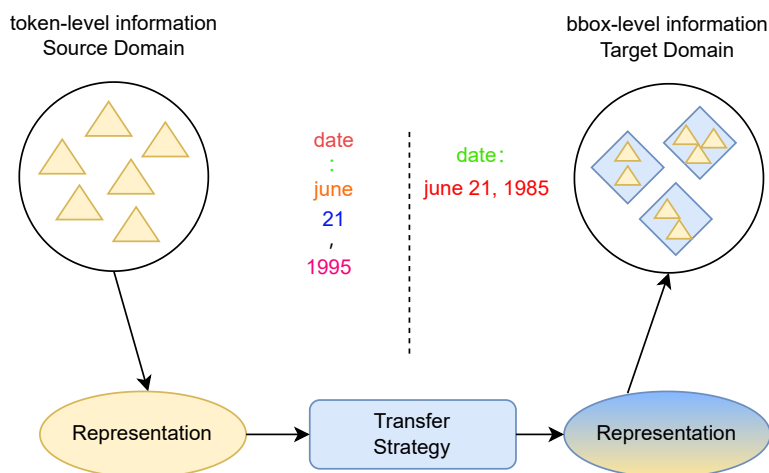 token-level information
Source Domain
bbox-level information
Target Domain
date
:
june
21
,
1995
date:
june 21, 1985
Representation
Transfer
Strategy
Representation